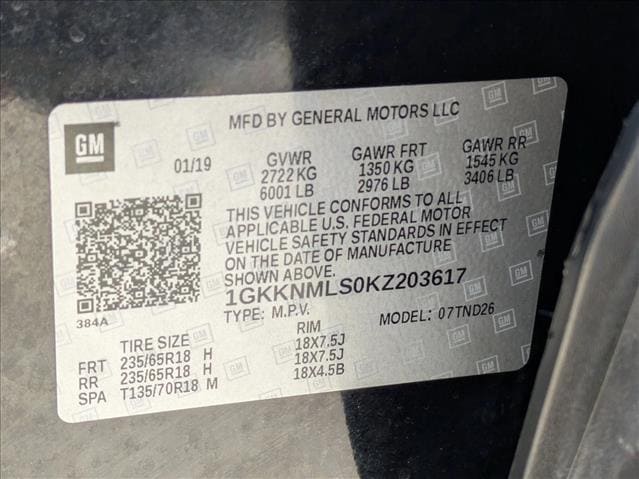 GM
MFD BY GENERAL MOTORS LLC
01/19 GVWR GAWR FRT GAWR RR
2722 KG 1350 KG 1545 KG
6001 LB 2976 LB 3406 LB
THIS VEHICLE CONFORMS TO ALL
APPLICABLE U.S. FEDERAL MOTOR
VEHICLE SAFETY STANDARDS IN EFFECT
ON THE DATE OF MANUFACTURE
SHOWN ABOVE.
1GKKNMLS0KZ203617
384A
TYPE: M.P.V. MODEL: 07TND26
TIRE SIZE RIM
FRT 235/65R18 H 18X7.5J
RR 235/65R18 H 18X7.5J
SPA T135/70R18 M 18X4.5B